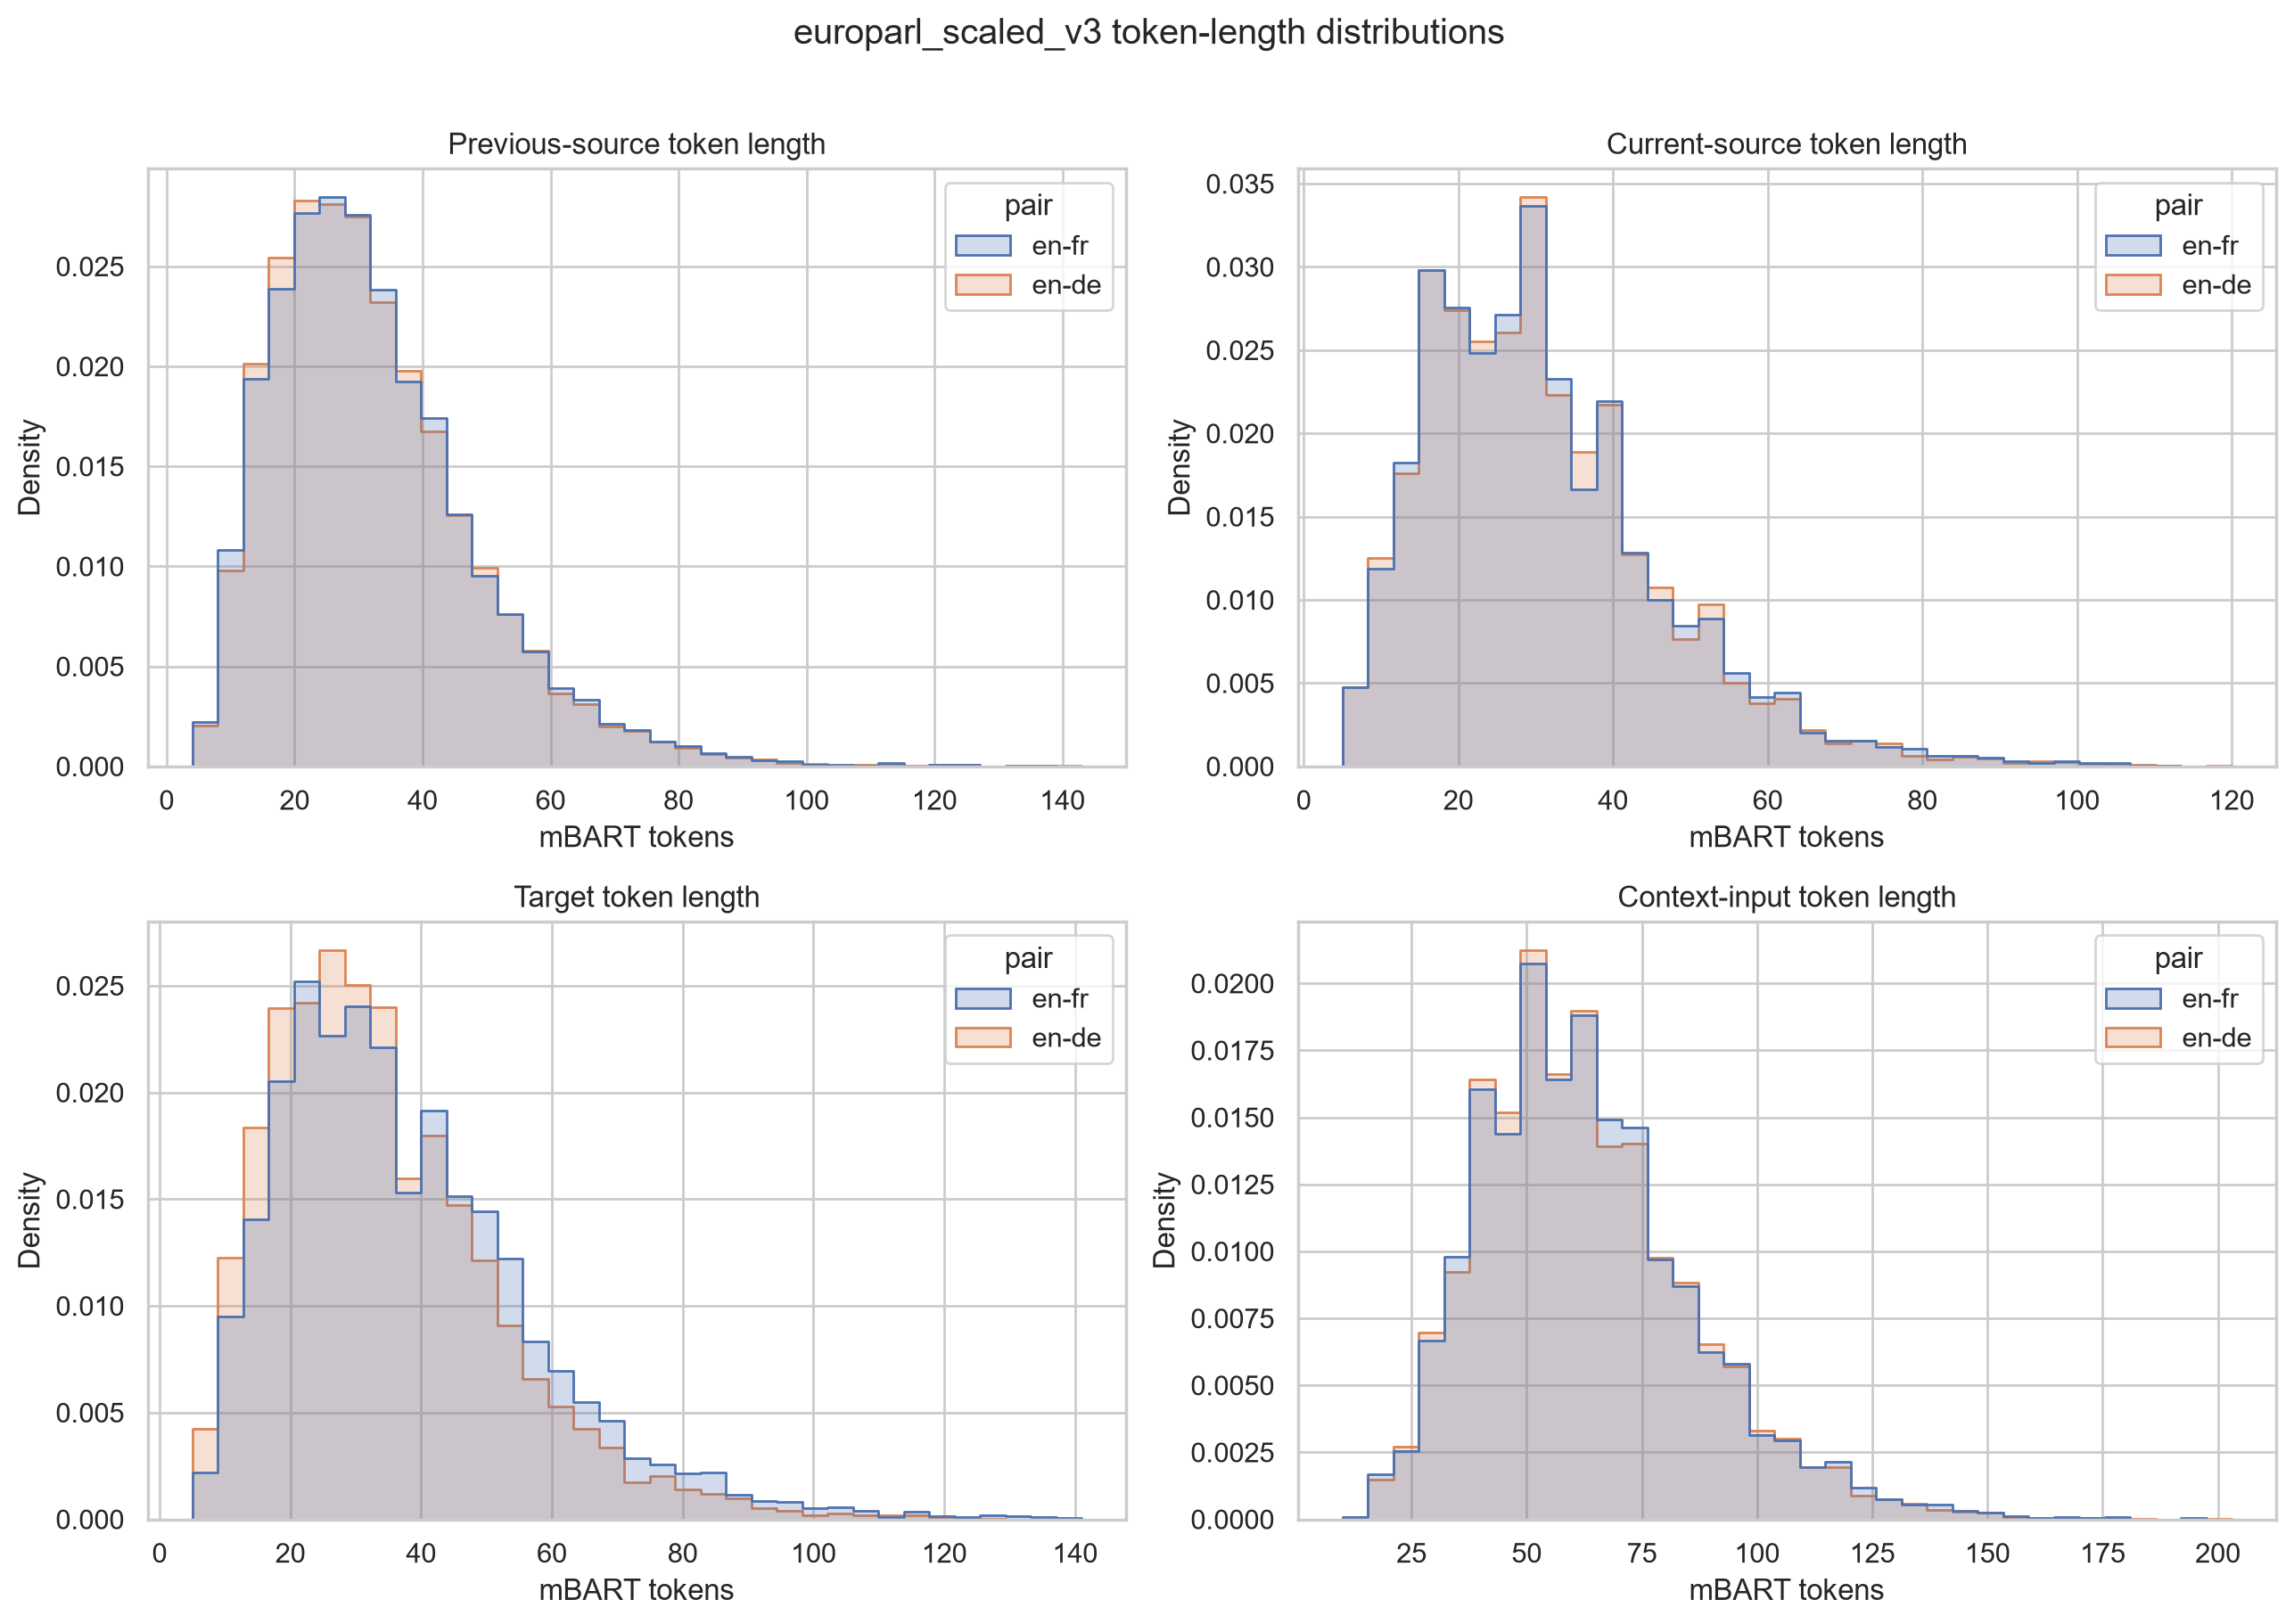 europarl_scaled_v3 token-length distributions
Previous-source token length
pair
en-fr
en-de
0.025
0.020
0.015
0.010
0.005
0.000
Density
0 20 40 60 80 100 120 140
mBART tokens
Current-source token length
pair
en-fr
en-de
0.035
0.030
0.025
0.020
0.015
0.010
0.005
0.000
Density
0 20 40 60 80 100 120
mBART tokens
Target token length
pair
en-fr
en-de
0.025
0.020
0.015
0.010
0.005
0.000
Density
0 20 40 60 80 100 120 140
mBART tokens
Context-input token length
pair
en-fr
en-de
0.0200
0.0175
0.0150
0.0125
0.0100
0.0075
0.0050
0.0025
0.0000
Density
25 50 75 100 125 150 175 200
mBART tokens